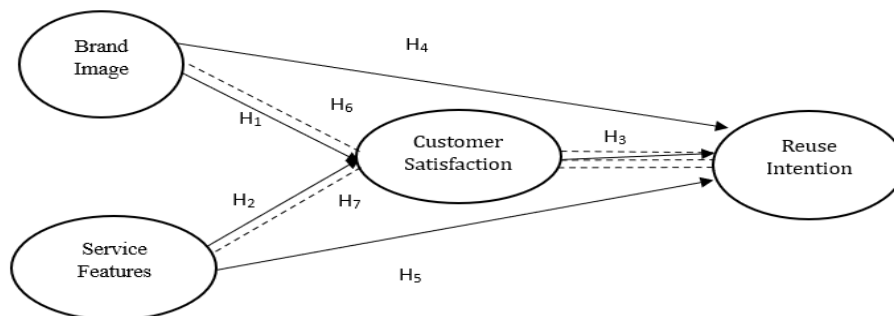 Brand
Image
H₄
H₆
H₁
Customer
Satisfaction
H₃
Reuse
Intention
H₂
H₇
Service
Features
H₅